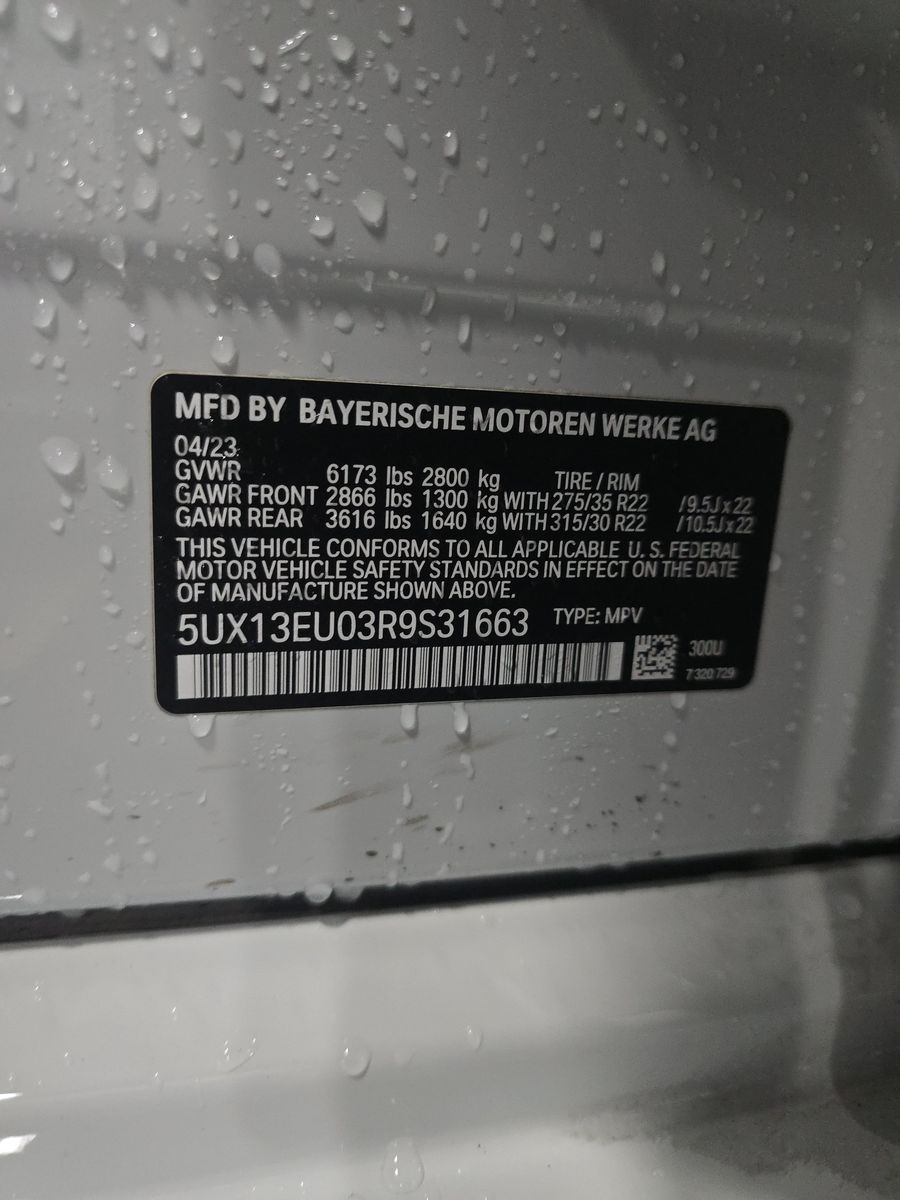 MFD BY BAYERISCHE MOTOREN WERKE AG
04/23
GVWR 6173 lbs 2800 kg TIRE / RIM
GAWR FRONT 2866 lbs 1300 kg WITH 275/35 R22 /9.5J x 22
GAWR REAR 3616 lbs 1640 kg WITH 315/30 R22 /10.5J x 22
THIS VEHICLE CONFORMS TO ALL APPLICABLE U. S. FEDERAL
MOTOR VEHICLE SAFETY STANDARDS IN EFFECT ON THE DATE
OF MANUFACTURE SHOWN ABOVE.
5UX13EU03R9S31663 TYPE: MPV
300U
7 320 729